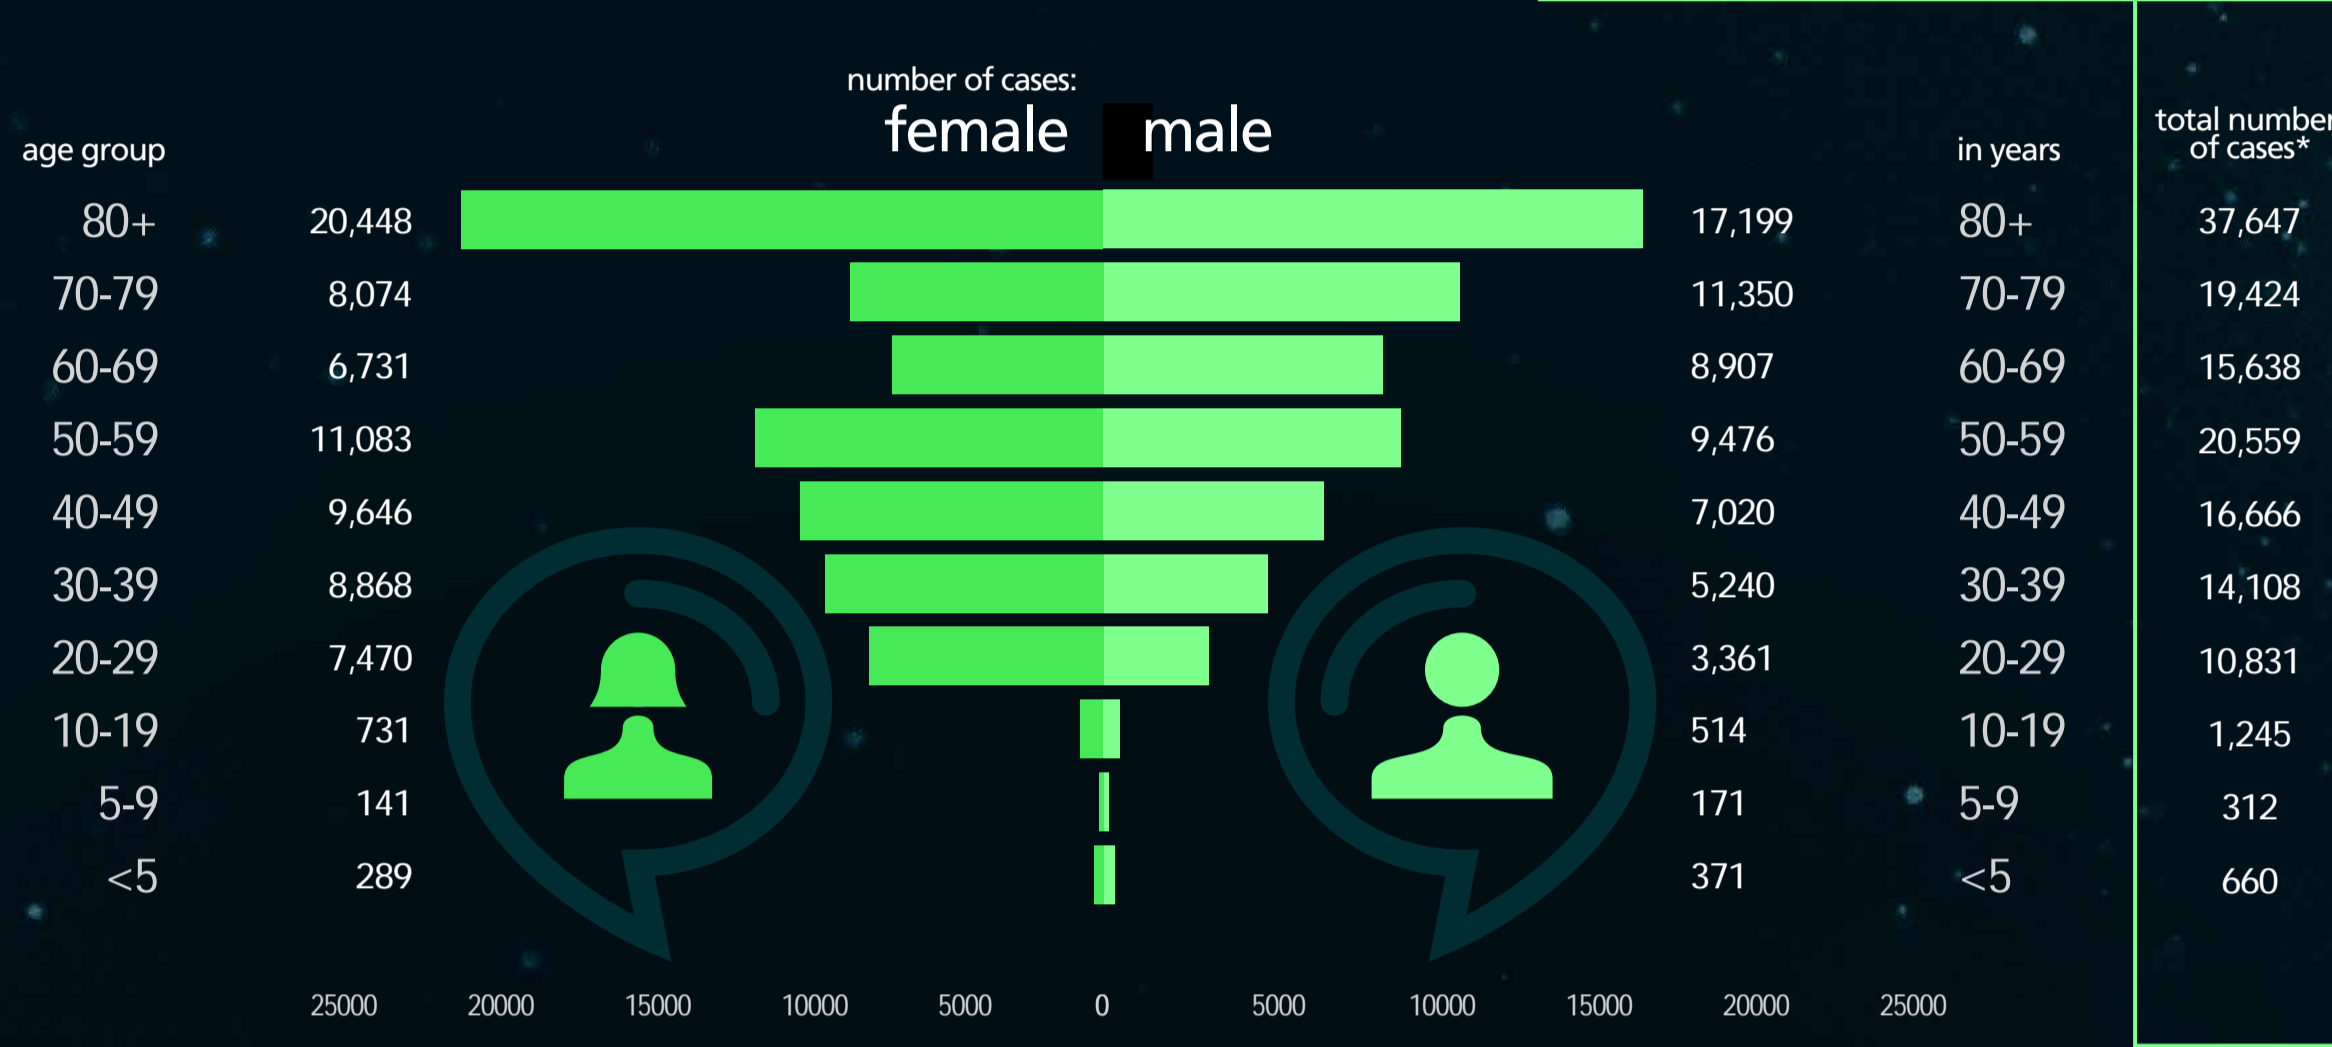 number of cases:
female male
age group
in years
total number
of cases*
80+ 20,448 17,199 80+ 37,647
70-79 8,074 11,350 70-79 19,424
60-69 6,731 8,907 60-69 15,638
50-59 11,083 9,476 50-59 20,559
40-49 9,646 7,020 40-49 16,666
30-39 8,868 5,240 30-39 14,108
20-29 7,470 3,361 20-29 10,831
10-19 731 514 10-19 1,245
5-9 141 171 5-9 312
<5 289 371 <5 660
25000 20000 15000 10000 5000 0 5000 10000 15000 20000 25000